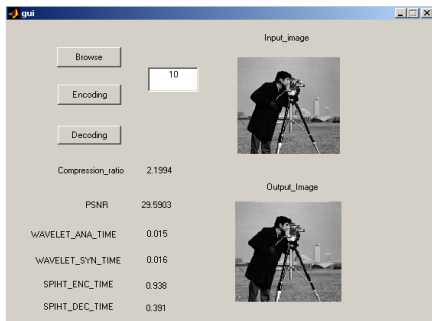 gui
Input_image
Browse
10
Encoding
Decoding
Compression_ratio 2.1994
Output_Image
PSNR 29.5903
WAVELET_ANA_TIME 0.015
WAVELET_SYN_TIME 0.016
SPIHT_ENC_TIME 0.938
SPIHT_DEC_TIME 0.391